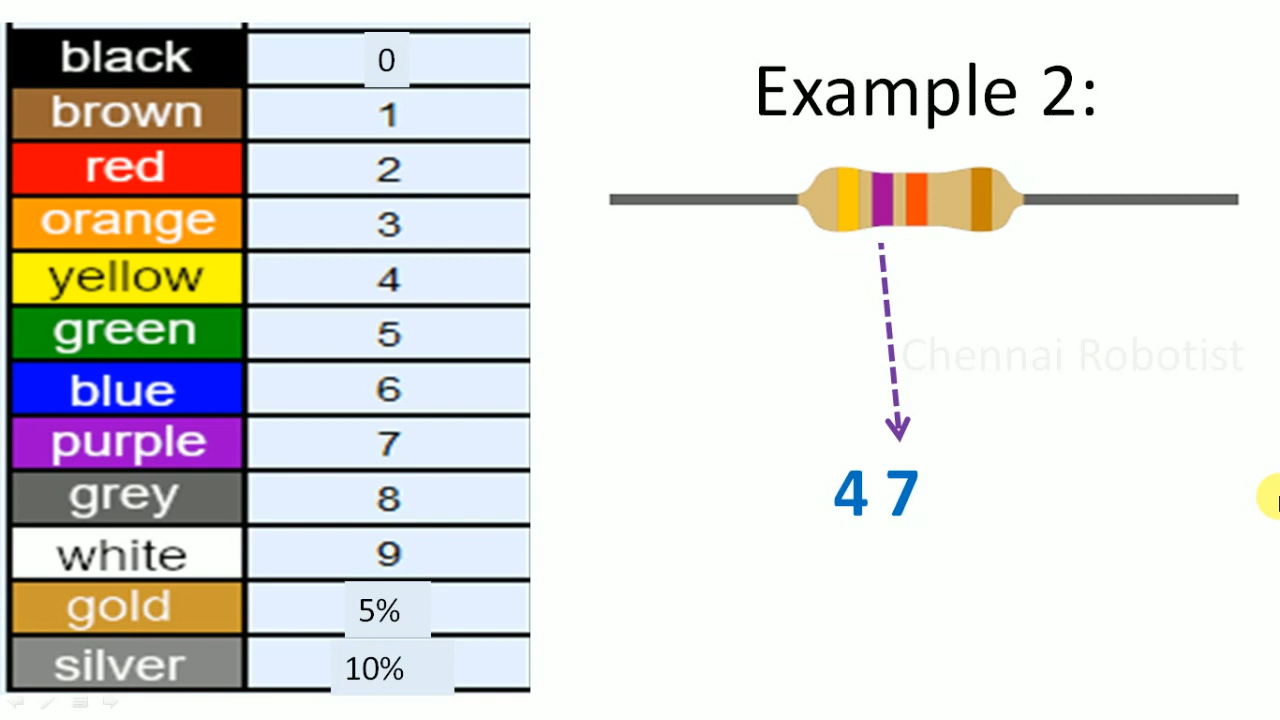 black 0
brown 1
red 2
orange 3
yellow 4
green 5
blue 6
purple 7
grey 8
white 9
gold 5%
silver 10%
Example 2:
Chennai Robotist
4 7